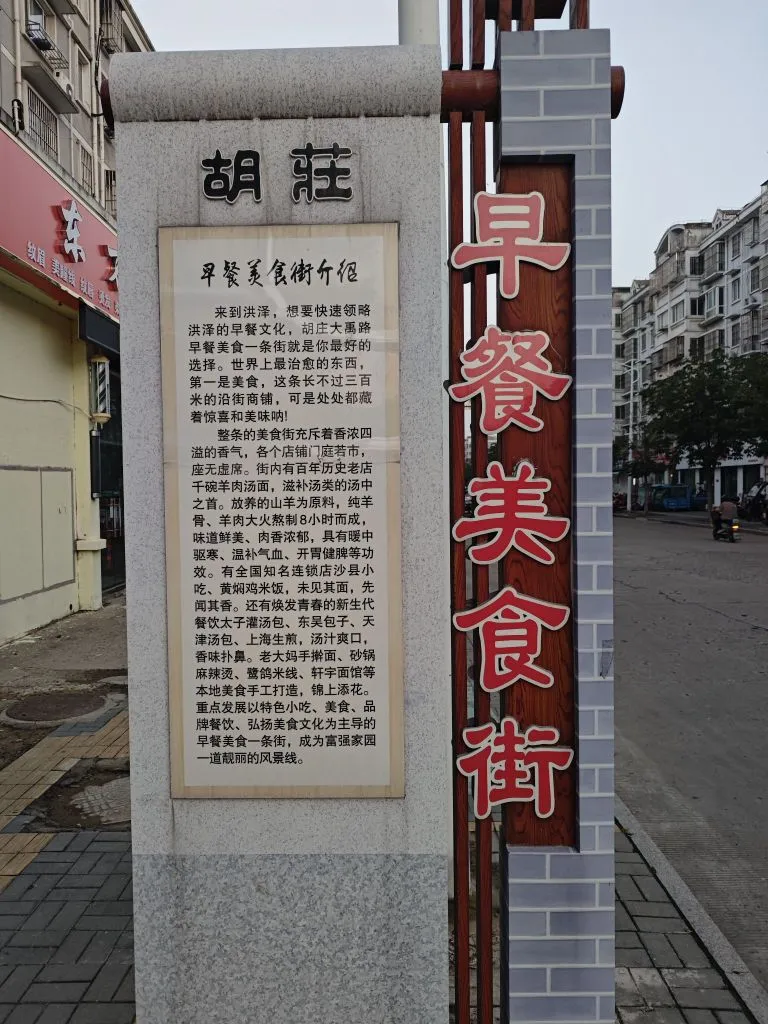 胡莊
早餐美食街介绍
来到洪泽，想要快速领略
洪泽的早餐文化，胡庄大禹路
早餐美食一条街就是你最好的
选择。世界上最治愈的东西，
第一是美食，这条长不过三百
米的沿街商铺，可是处处都藏
着惊喜和美味呐！
整条的美食街充斥着香浓四
溢的香气，各个店铺门庭若市，
座无虚席。街内有百年历史老店
千碗羊肉汤面，滋补汤类的汤中
之首。放养的山羊为原料，纯羊
骨、羊肉大火熬制8小时而成，
味道鲜美、肉香浓郁，具有暖中
驱寒、温补气血、开胃健脾等功
效。有全国知名连锁店沙县小
吃、黄焖鸡米饭，未见其面，先
闻其香。还有焕发青春的新生代
餐饮太子灌汤包、东吴包子、天
津汤包、上海生煎，汤汁爽口，
香味扑鼻。老大妈手擀面、砂锅
麻辣烫、鹭鸽米线、轩宇面馆等
本地美食手工打造，锦上添花。
重点发展以特色小吃、美食、品
牌餐饮、弘扬美食文化为主导的
早餐美食一条街，成为富强家园
一道靓丽的风景线。
早餐美食街
东
纹眉 美睫线 纹眉